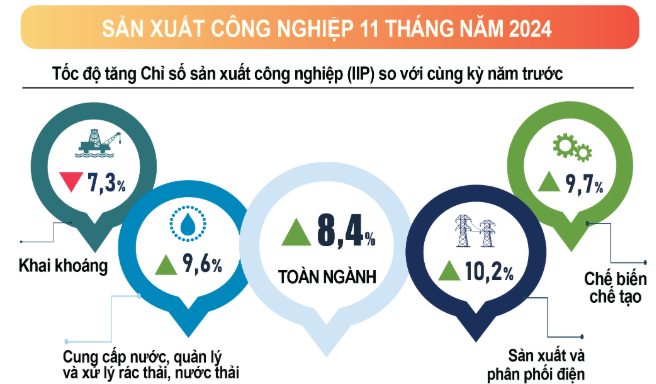 SẢN XUẤT CÔNG NGHIỆP 11 THÁNG NĂM 2024
Tốc độ tăng Chỉ số sản xuất công nghiệp (IIP) so với cùng kỳ năm trước
7,3%
Khai khoáng
9,6%
Cung cấp nước, quản lý
và xử lý rác thải, nước thải
8,4%
TOÀN NGÀNH
10,2%
Sản xuất và
phân phối điện
9,7%
Chế biến
chế tạo